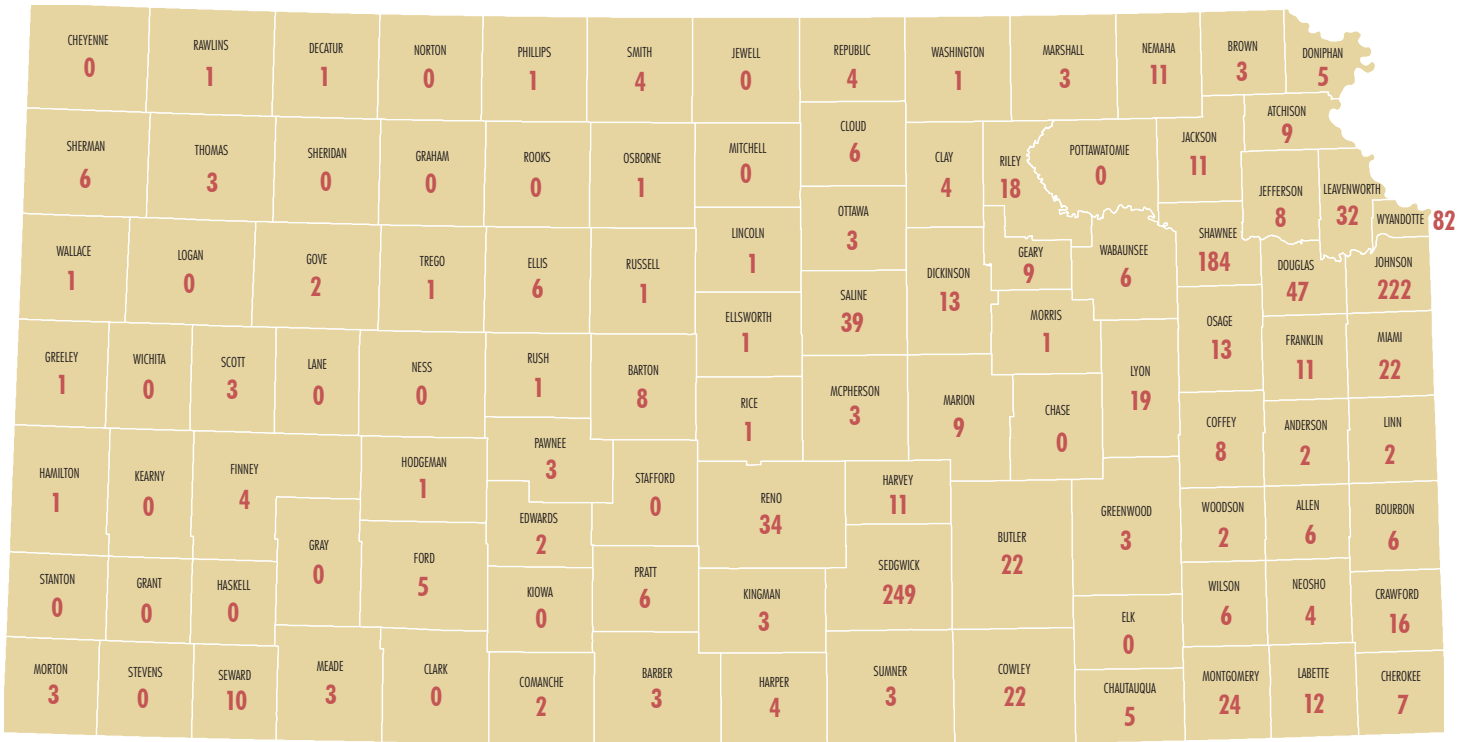 CHEYENNE
0
RAWLINS
1
DECATUR
1
NORTON
0
PHILLIPS
1
SMITH
4
JEWELL
0
REPUBLIC
4
WASHINGTON
1
MARSHALL
3
NEMAHA
11
BROWN
3
DONIPHAN
5
ATCHISON
9
SHERMAN
6
THOMAS
3
SHERIDAN
0
GRAHAM
0
ROOKS
0
OSBORNE
1
MITCHELL
0
CLOUD
6
CLAY
4
RILEY
18
POTTAWATOMIE
0
JACKSON
11
JEFFERSON
8
LEAVENWORTH
32
WYANDOTTE
82
WALLACE
1
LOGAN
0
GOVE
2
TREGO
1
ELLIS
6
RUSSELL
1
LINCOLN
1
OTTAWA
3
DICKINSON
13
GEARY
9
WABAUNSEE
6
SHAWNEE
184
DOUGLAS
47
JOHNSON
222
ELLSWORTH
1
SALINE
39
MORRIS
1
OSAGE
13
FRANKLIN
11
MIAMI
22
GREELEY
1
WICHITA
0
SCOTT
3
LANE
0
NESS
0
RUSH
1
BARTON
8
RICE
1
MCPHERSON
3
MARION
9
CHASE
0
LYON
19
COFFEY
8
ANDERSON
2
LINN
2
HAMILTON
1
KEARNY
0
FINNEY
4
HODGEMAN
1
PAWNEE
3
STAFFORD
0
RENO
34
HARVEY
11
EDWARDS
2
GRAY
0
FORD
5
BUTLER
22
GREENWOOD
3
WOODSON
2
ALLEN
6
BOURBON
6
STANTON
0
GRANT
0
HASKELL
0
KIOWA
0
PRATT
6
KINGMAN
3
SEDGWICK
249
ELK
0
WILSON
6
NEOSHO
4
CRAWFORD
16
MORTON
3
STEVENS
0
SEWARD
10
MEADE
3
CLARK
0
COMANCHE
2
BARBER
3
HARPER
4
SUMNER
3
COWLEY
22
CHAUTAUQUA
5
MONTGOMERY
24
LABETTE
12
CHEROKEE
7